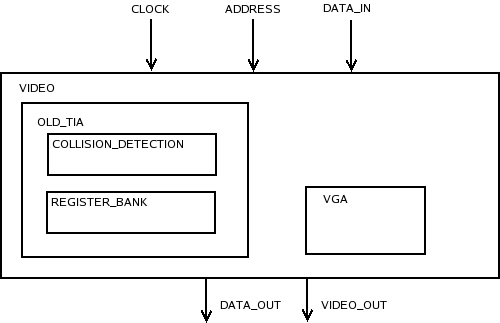 CLOCK
ADDRESS
DATA_IN
VIDEO
OLD_TIA
COLLISION_DETECTION
REGISTER_BANK
VGA
DATA_OUT
VIDEO_OUT